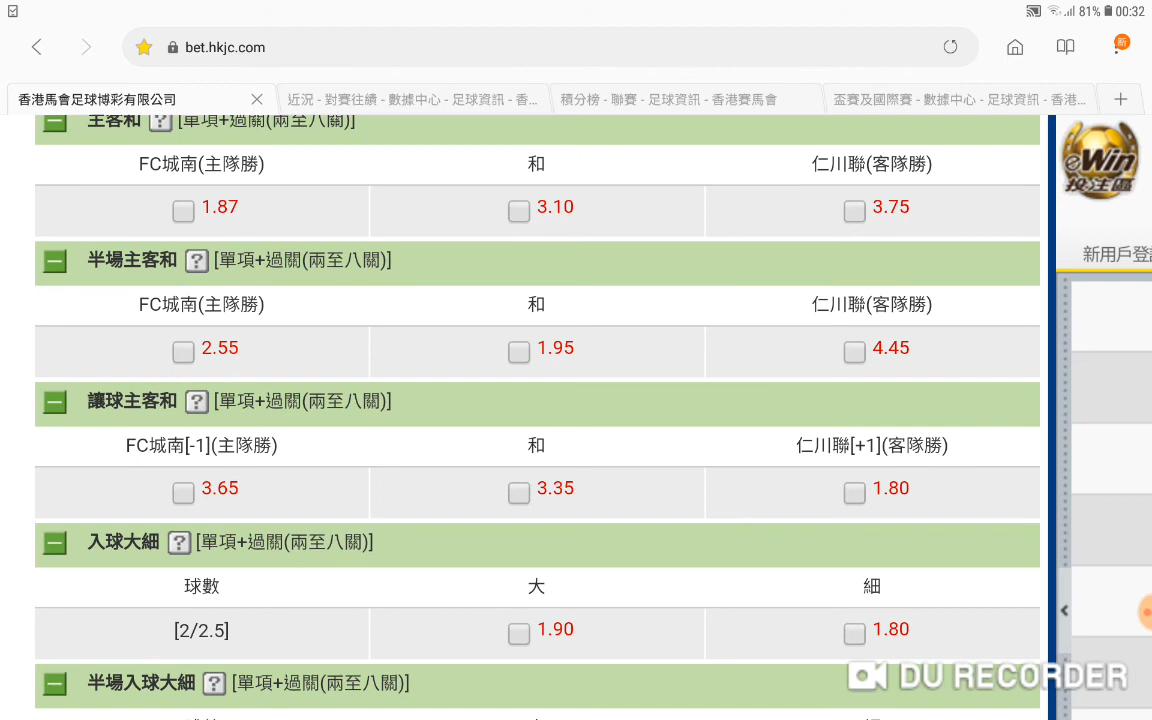 81% 00:32
bet.hkjc.com
新
香港馬會足球博彩有限公司
近況 - 對賽往績 - 數據中心 - 足球資訊 - 香...
積分榜 - 聯賽 - 足球資訊 - 香港賽馬會
盃賽及國際賽 - 數據中心 - 足球資訊 - 香港...
主客和 ? [單項+過關(兩至八關)]
FC城南(主隊勝) 和 仁川聯(客隊勝)
1.87 3.10 3.75
eWin
投注區
新用戶登
半場主客和 ? [單項+過關(兩至八關)]
FC城南(主隊勝) 和 仁川聯(客隊勝)
2.55 1.95 4.45
讓球主客和 ? [單項+過關(兩至八關)]
FC城南[-1](主隊勝) 和 仁川聯[+1](客隊勝)
3.65 3.35 1.80
入球大細 ? [單項+過關(兩至八關)]
球數 大 細
[2/2.5] 1.90 1.80
半場入球大細 ? [單項+過關(兩至八關)]
DU RECORDER